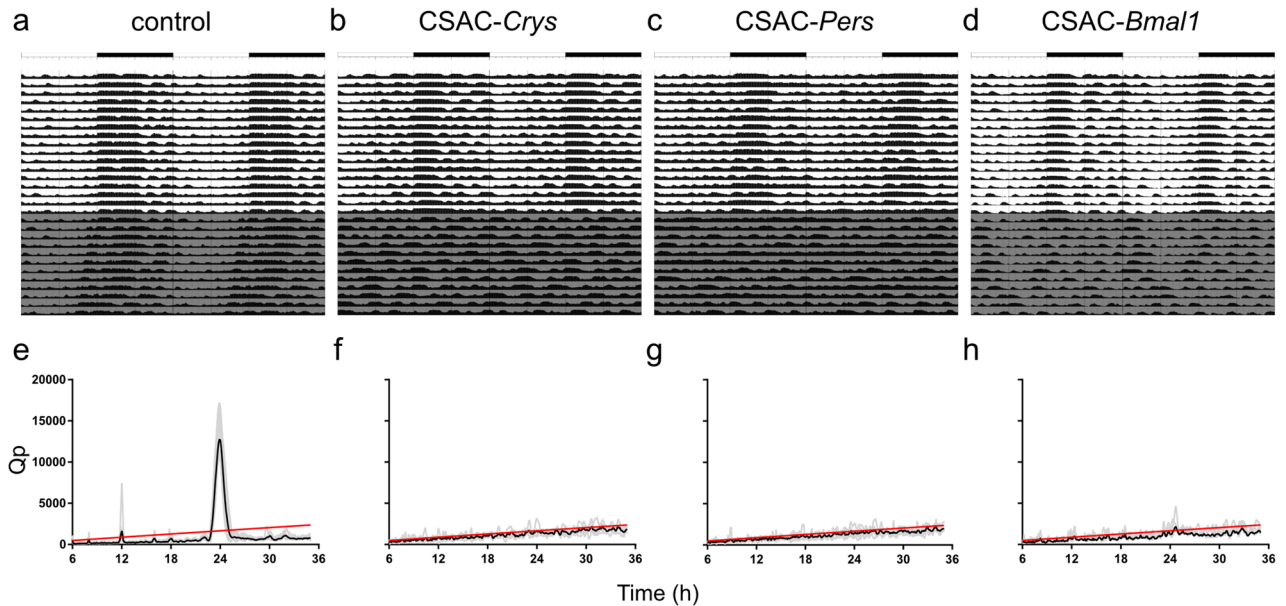 a control b CSAC-Crys c CSAC-Pers d CSAC-Bmal1
e f g h
20000
15000
10000
5000
0
Qp
6 12 18 24 30 36 6 12 18 24 30 36 6 12 18 24 30 36 6 12 18 24 30 36
Time (h)